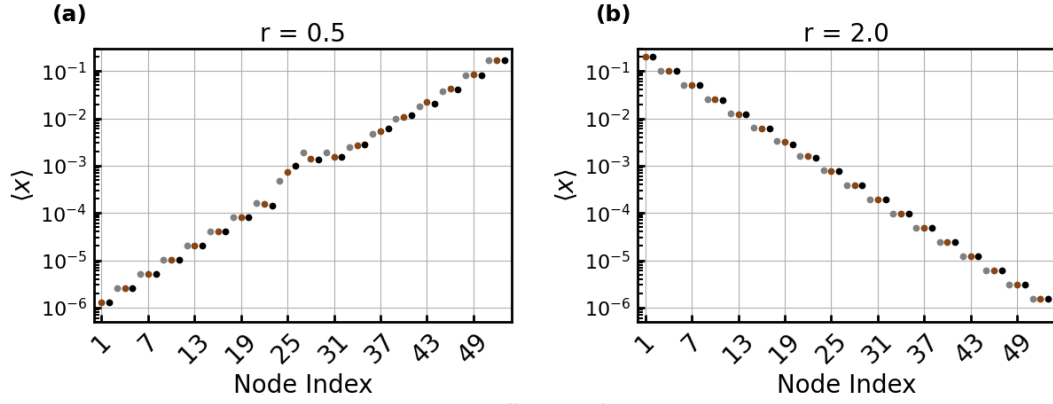 (a)
r = 0.5
10⁻¹
10⁻²
10⁻³
10⁻⁴
10⁻⁵
10⁻⁶
⟨x⟩
1 7 13 19 25 31 37 43 49
Node Index
(b)
r = 2.0
10⁻¹
10⁻²
10⁻³
10⁻⁴
10⁻⁵
10⁻⁶
⟨x⟩
1 7 13 19 25 31 37 43 49
Node Index